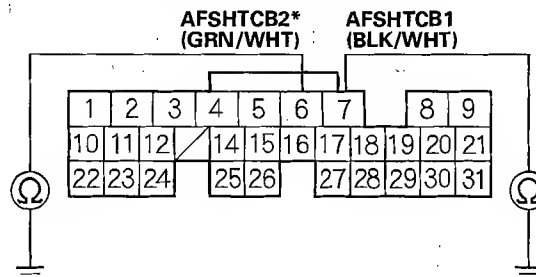 AFSHTCB2* AFSHTCB1
(GRN/WHT) (BLK/WHT)
1 2 3 4 5 6 7 8 9
10 11 12 14 15 16 17 18 19 20 21
22 23 24 25 26 27 28 29 30 31
Ω Ω